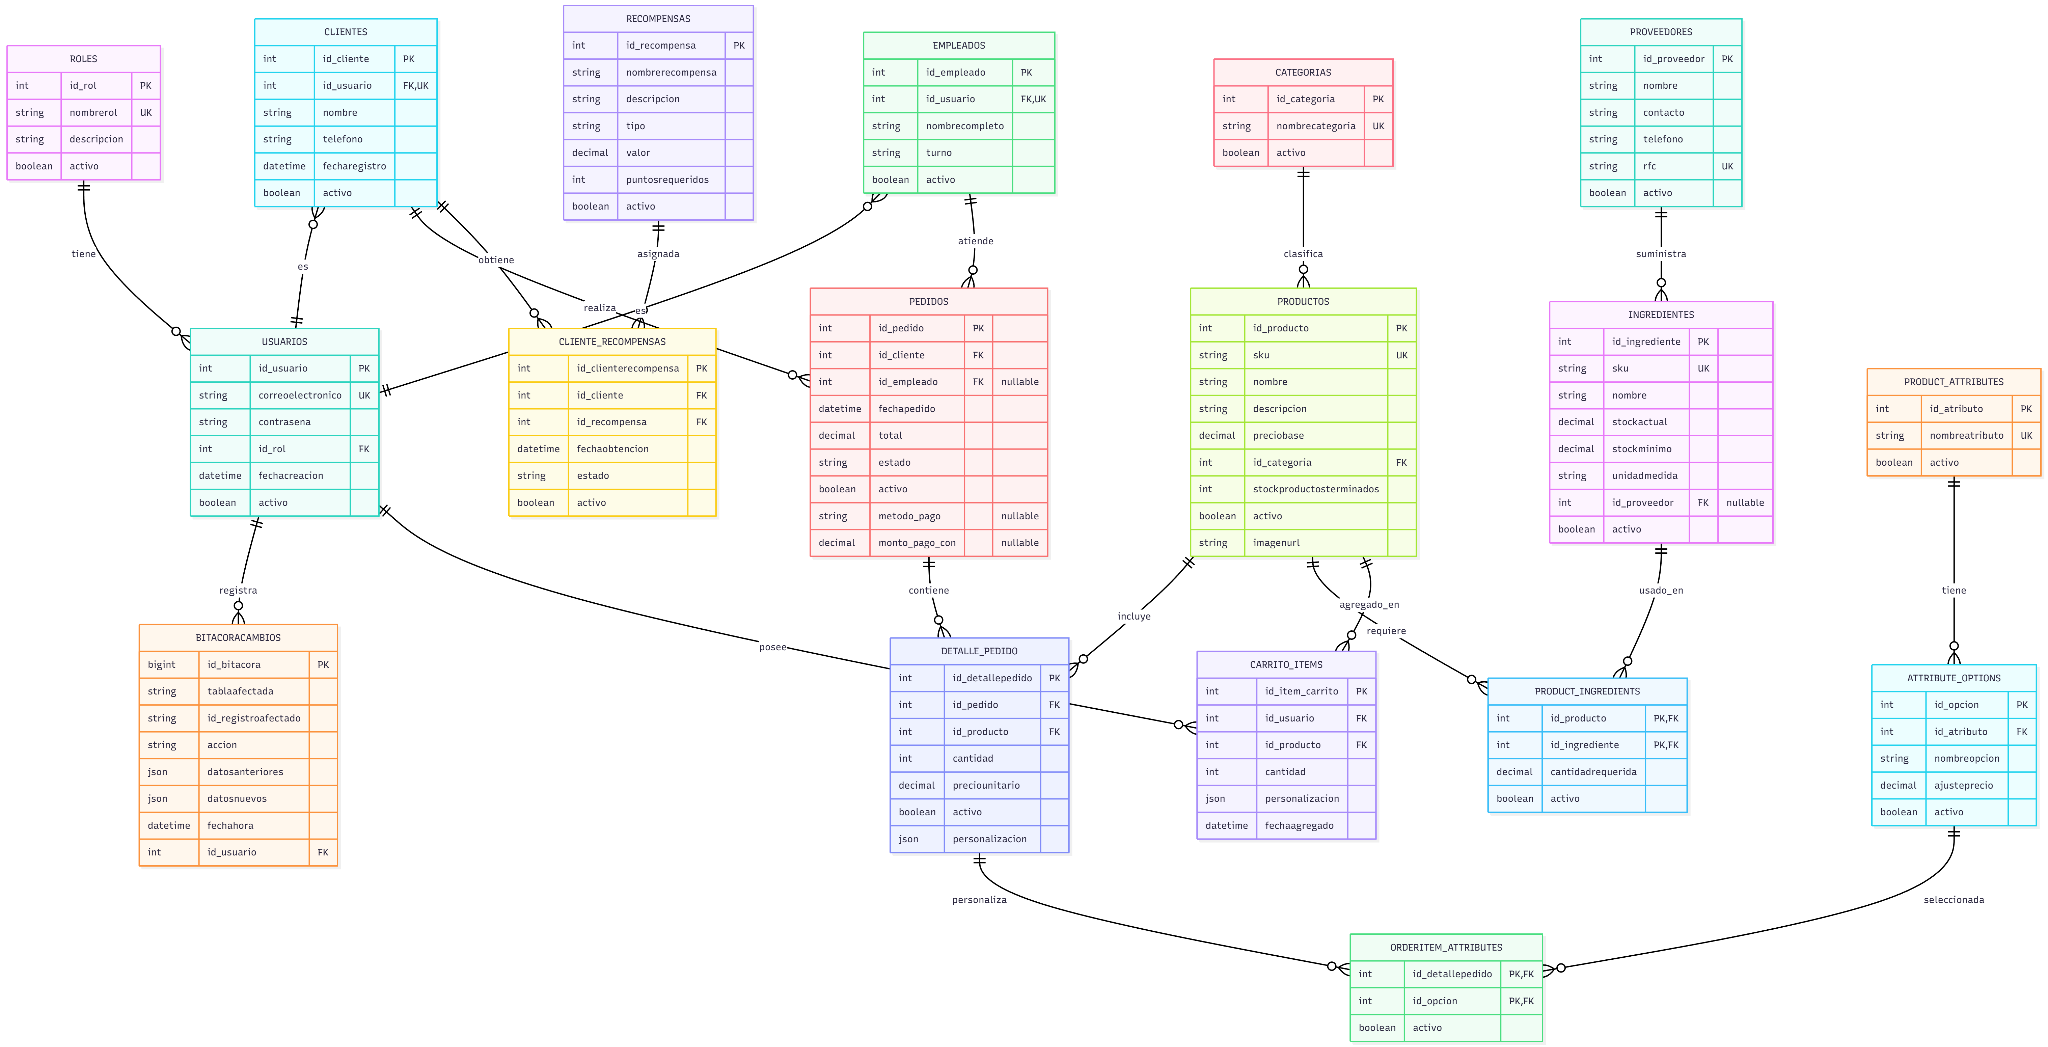 ROLES
int id_rol PK
string nombrerol UK
string descripcion
boolean activo
CLIENTES
int id_cliente PK
int id_usuario FK,UK
string nombre
string telefono
datetime fecharegistro
boolean activo
RECOMPENSAS
int id_recompensa PK
string nombrerecompensa
string descripcion
string tipo
decimal valor
int puntosrequeridos
boolean activo
EMPLEADOS
int id_empleado PK
int id_usuario FK,UK
string nombrecompleto
string turno
boolean activo
CATEGORIAS
int id_categoria PK
string nombrecategoria UK
boolean activo
PROVEEDORES
int id_proveedor PK
string nombre
string contacto
string telefono
string rfc UK
boolean activo
tiene
es
obtiene
realiza
asignada
es
atiende
clasifica
suministra
USUARIOS
int id_usuario PK
string correoelectronico UK
string contrasena
int id_rol FK
datetime fechacreacion
boolean activo
CLIENTE_RECOMPENSAS
int id_clienterecompensa PK
int id_cliente FK
int id_recompensa FK
datetime fechaobtencion
string estado
boolean activo
PEDIDOS
int id_pedido PK
int id_cliente FK
int id_empleado FK nullable
datetime fechapedido
decimal total
string estado
boolean activo
string metodo_pago nullable
decimal monto_pago_con nullable
PRODUCTOS
int id_producto PK
string sku UK
string nombre
string descripcion
decimal preciobase
int id_categoria FK
int stockproductosterminados
boolean activo
string imagenurl
INGREDIENTES
int id_ingrediente PK
string sku UK
string nombre
decimal stockactual
decimal stockminimo
string unidadmedida
int id_proveedor FK nullable
boolean activo
PRODUCT_ATTRIBUTES
int id_atributo PK
string nombreatributo UK
boolean activo
registra
posee
contiene
incluye
agregado_en
requiere
usado_en
tiene
BITACORACAMBIOS
bigint id_bitacora PK
string tablaafectada
string id_registroafectado
string accion
json datosanteriores
json datosnuevos
datetime fechahora
int id_usuario FK
DETALLE_PEDIDO
int id_detallepedido PK
int id_pedido FK
int id_producto FK
int cantidad
decimal preciounitario
boolean activo
json personalizacion
CARRITO_ITEMS
int id_item_carrito PK
int id_usuario FK
int id_producto FK
int cantidad
json personalizacion
datetime fechaagregado
PRODUCT_INGREDIENTS
int id_producto PK,FK
int id_ingrediente PK,FK
decimal cantidadrequerida
boolean activo
ATTRIBUTE_OPTIONS
int id_opcion PK
int id_atributo FK
string nombreopcion
decimal ajusteprecio
boolean activo
personaliza
seleccionada
ORDERITEM_ATTRIBUTES
int id_detallepedido PK,FK
int id_opcion PK,FK
boolean activo